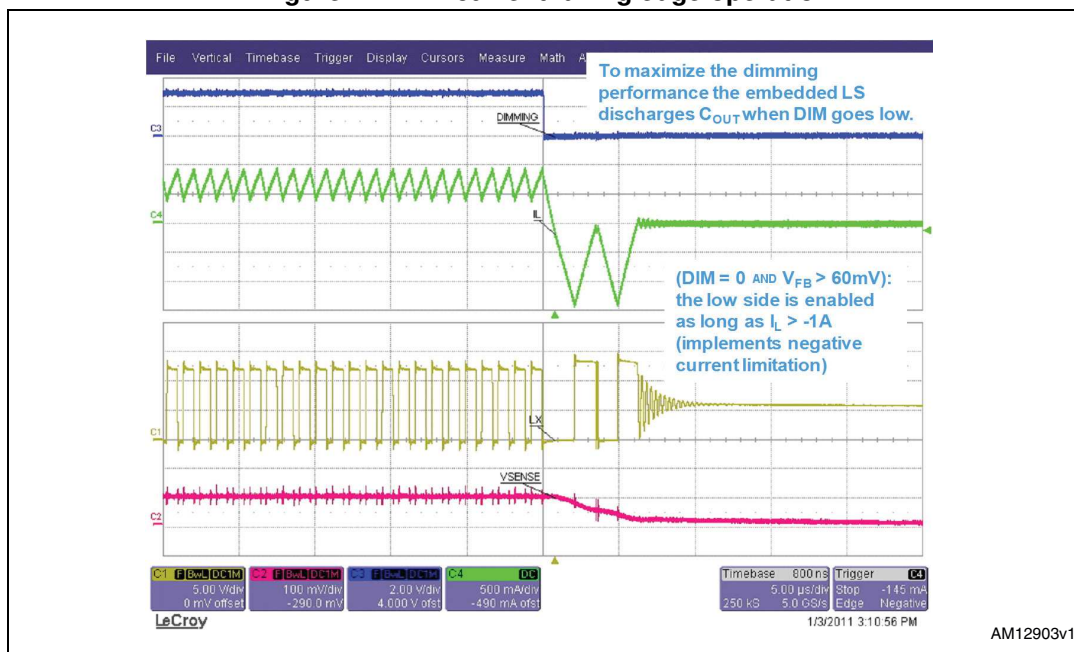 File Vertical Timebase Trigger Display Cursors Measure Math A
To maximize the dimming
performance the embedded LS
discharges COUT when DIM goes low.
DIMMING
C3
IL
C4
(DIM = 0 AND VFB > 60mV):
the low side is enabled
as long as IL > -1A
(implements negative
current limitation)
LX
C1
VSENSE
C2
C1 F BwL DC1M
5.00 V/div
0 mV offset
C2 F BwL DC1M
100 mV/div
-290.0 mV
C3 F BwL DC1M
2.00 V/div
4.000 V ofst
C4 DC
500 mA/div
-490 mA ofst
Timebase 800 ns
5.00 µs/div
250 kS 5.0 GS/s
Trigger C4
Stop -145 mA
Edge Negative
LeCroy
1/3/2011 3:10:56 PM
AM12903v1